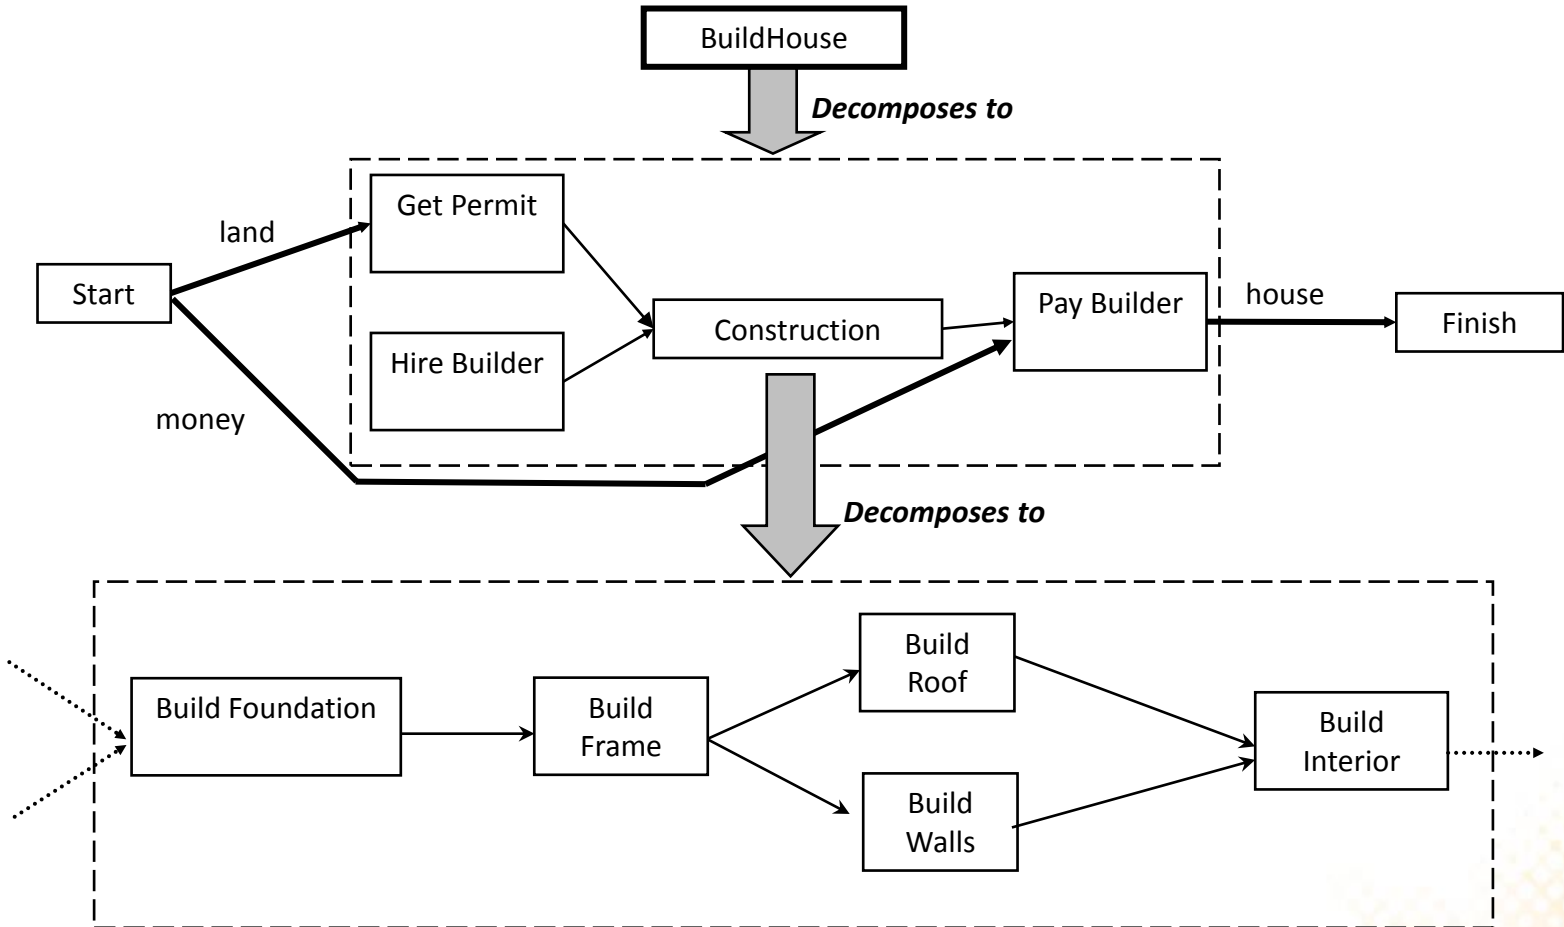 BuildHouse
Decomposes to
Get Permit
land
Start
Hire Builder
money
Construction
Pay Builder
house
Finish
Decomposes to
Build Foundation
Build
Frame
Build
Roof
Build
Walls
Build
Interior